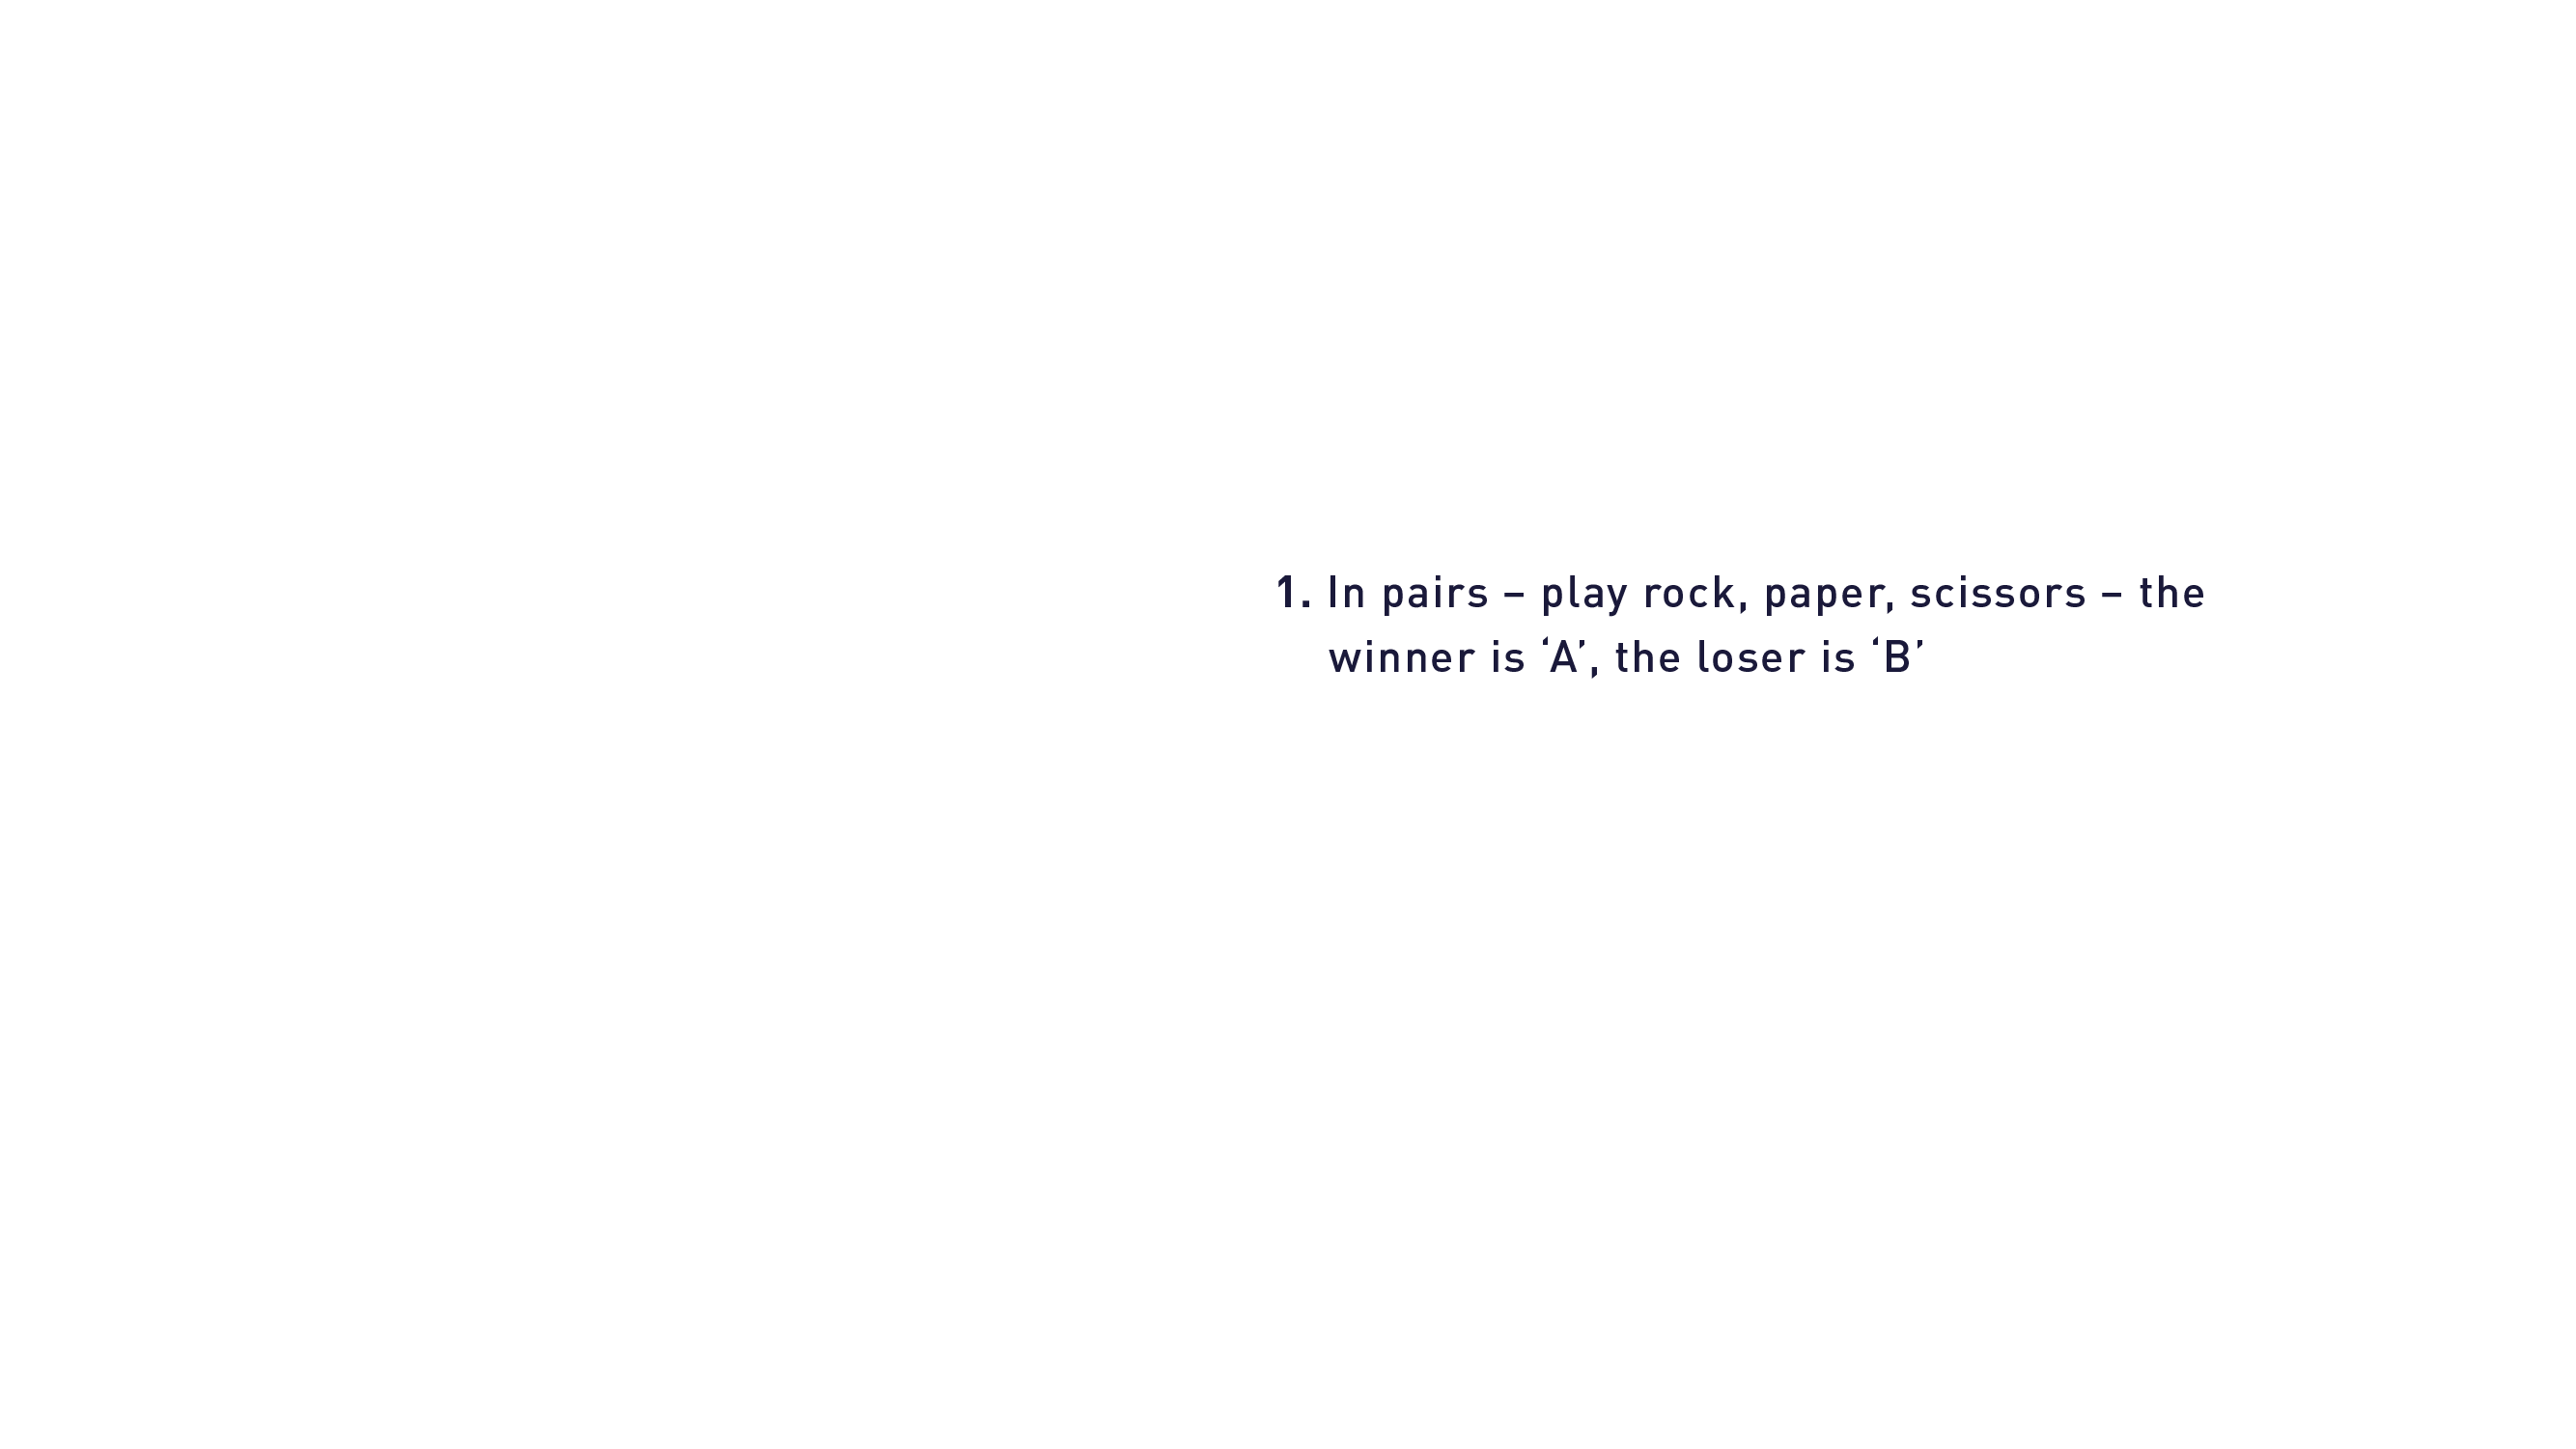 1. In pairs – play rock, paper, scissors – the
winner is ‘A’, the loser is ‘B’